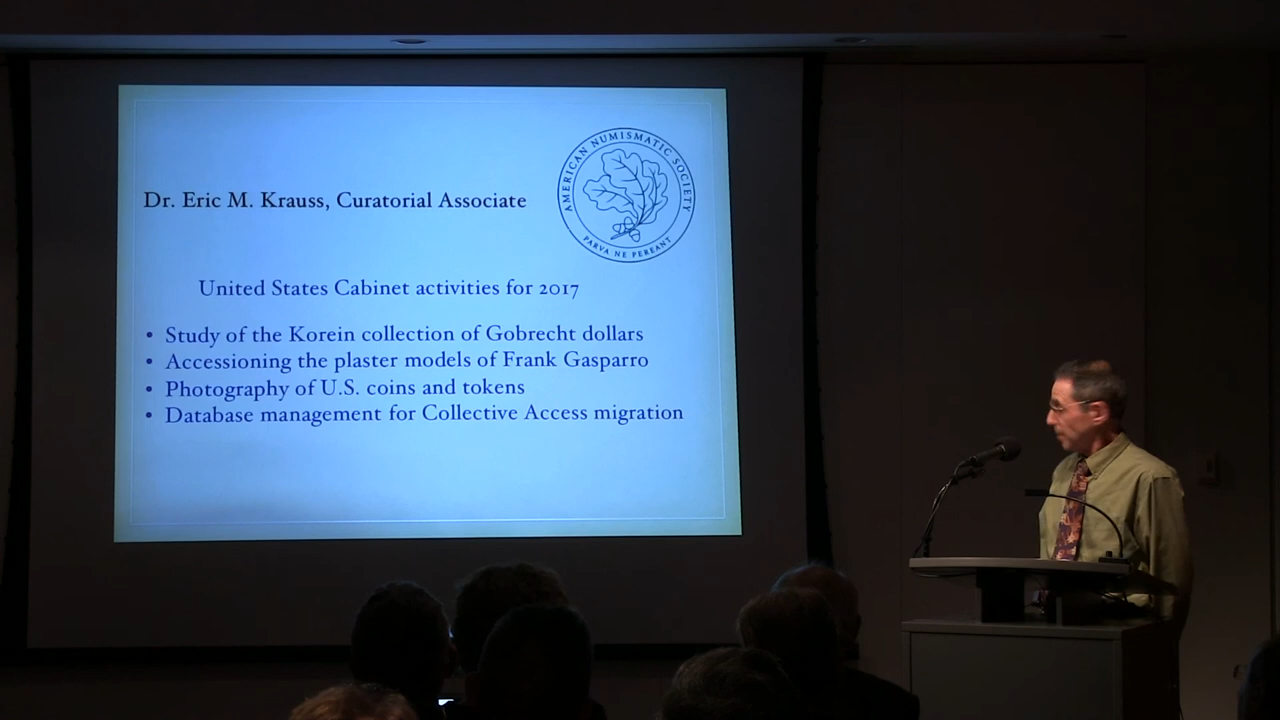 AMERICAN NUMISMATIC SOCIETY
PARVA NE PEREANT
Dr. Eric M. Krauss, Curatorial Associate
United States Cabinet activities for 2017
• Study of the Korein collection of Gobrecht dollars
• Accessioning the plaster models of Frank Gasparro
• Photography of U.S. coins and tokens
• Database management for Collective Access migration